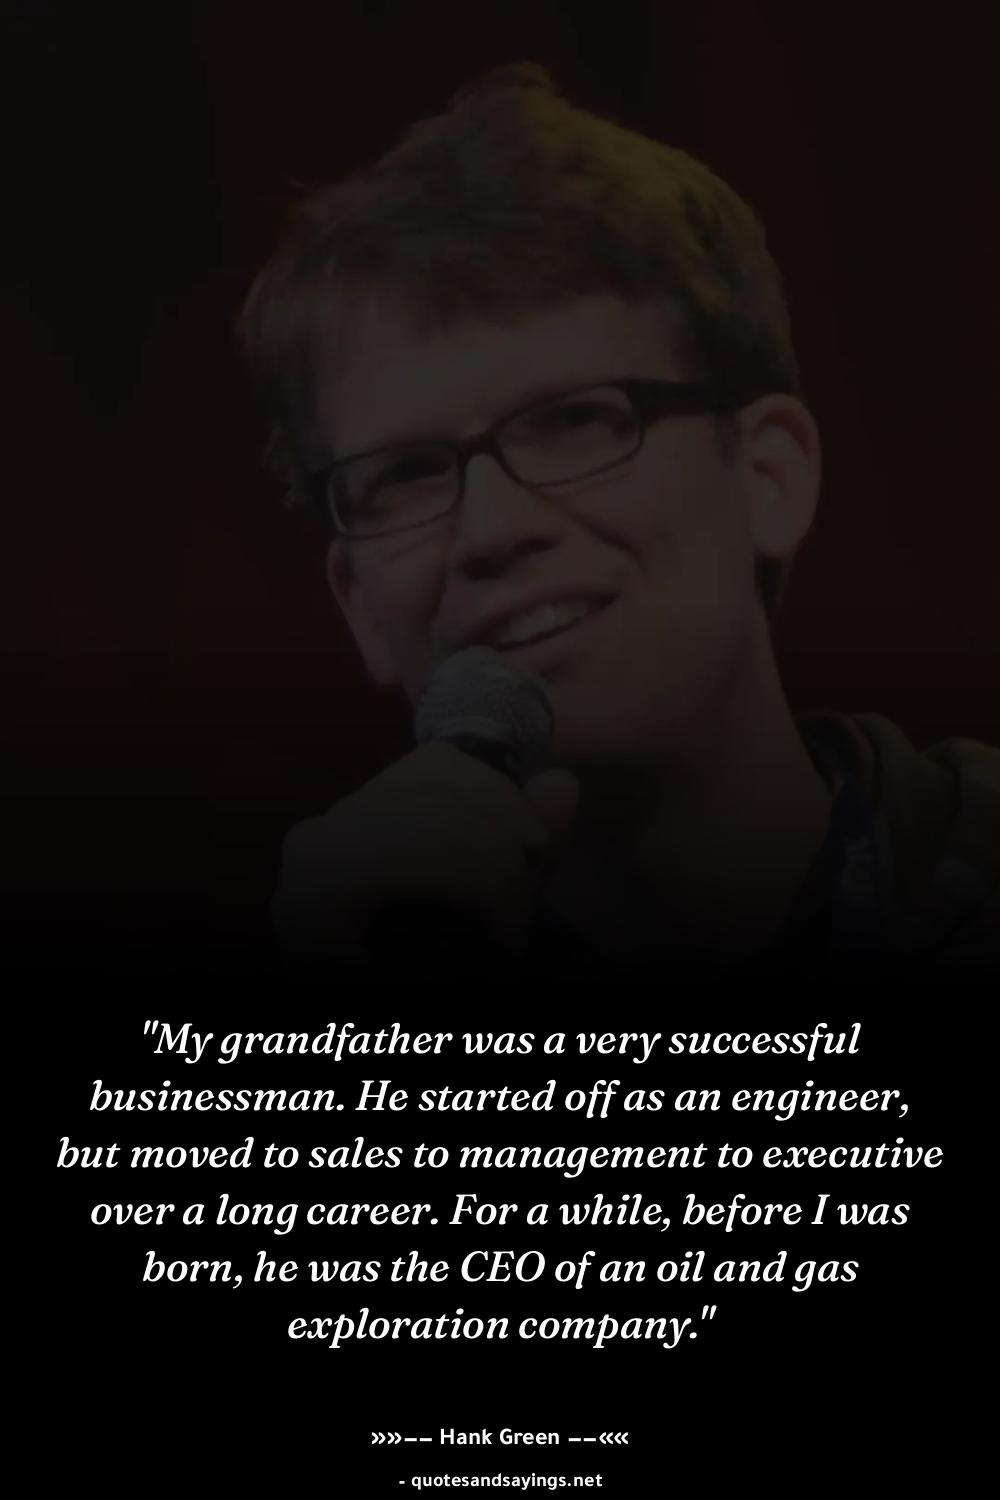 "My grandfather was a very successful
businessman. He started off as an engineer,
but moved to sales to management to executive
over a long career. For a while, before I was
born, he was the CEO of an oil and gas
exploration company."
»»–– Hank Green ––««
- quotesandsayings.net